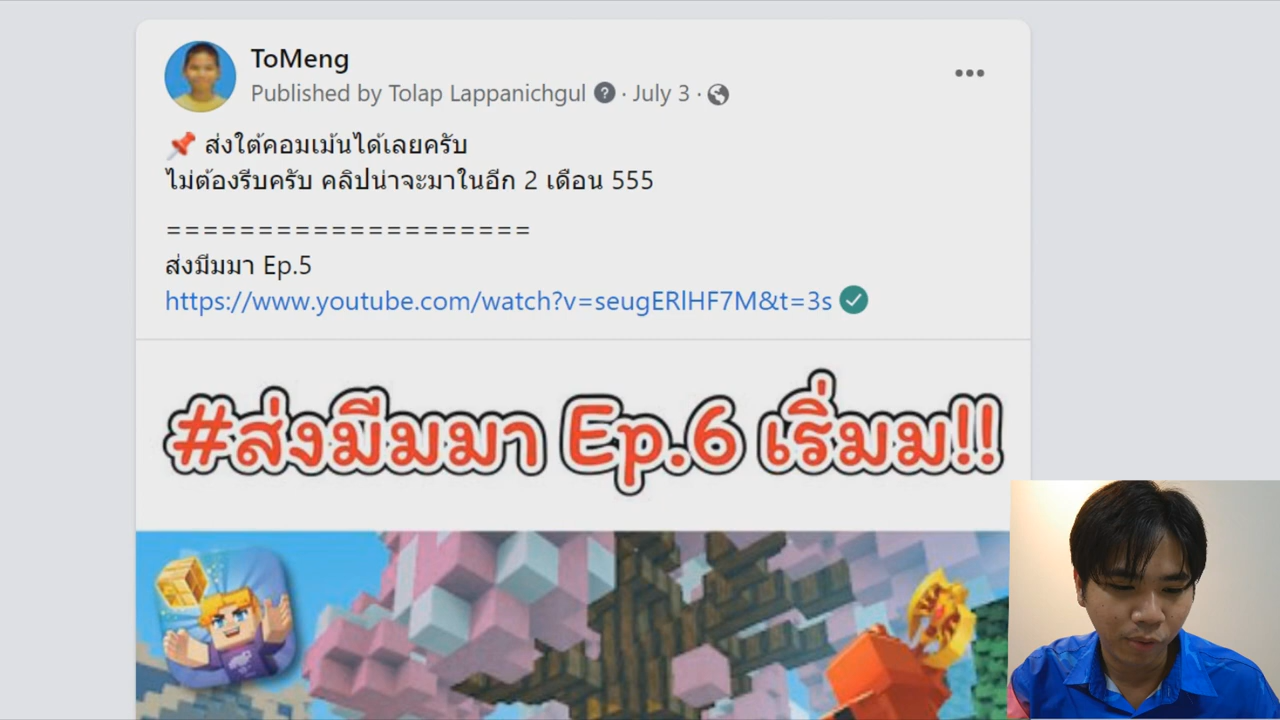 ToMeng
Published by Tolap Lappanichgul · July 3 ·
📌 ส่งใต้คอมเม้นได้เลยครับ
ไม่ต้องรีบครับ คลิปน่าจะมาในอีก 2 เดือน 555
====================
ส่งมีมมา Ep.5
https://www.youtube.com/watch?v=seugERlHF7M&t=3s
#ส่งมีมมา Ep.6 เริ่มม!!